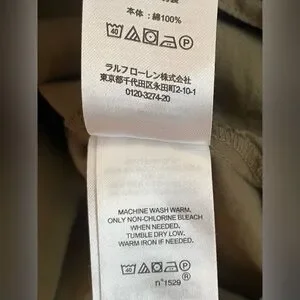 本体：綿100%
40 P
ラルフ ローレン株式会社
東京都千代田区永田町2-10-1
0120-3274-20
MACHINE WASH WARM.
ONLY NON-CHLORINE BLEACH
WHEN NEEDED.
TUMBLE DRY LOW.
WARM IRON IF NEEDED.
40 P
n°1529